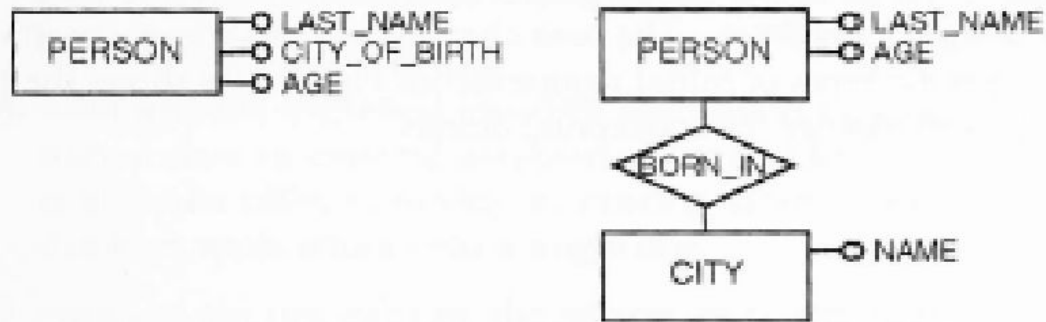 PERSON
LAST_NAME
CITY_OF_BIRTH
AGE
PERSON
LAST_NAME
AGE
BORN_IN
CITY
NAME